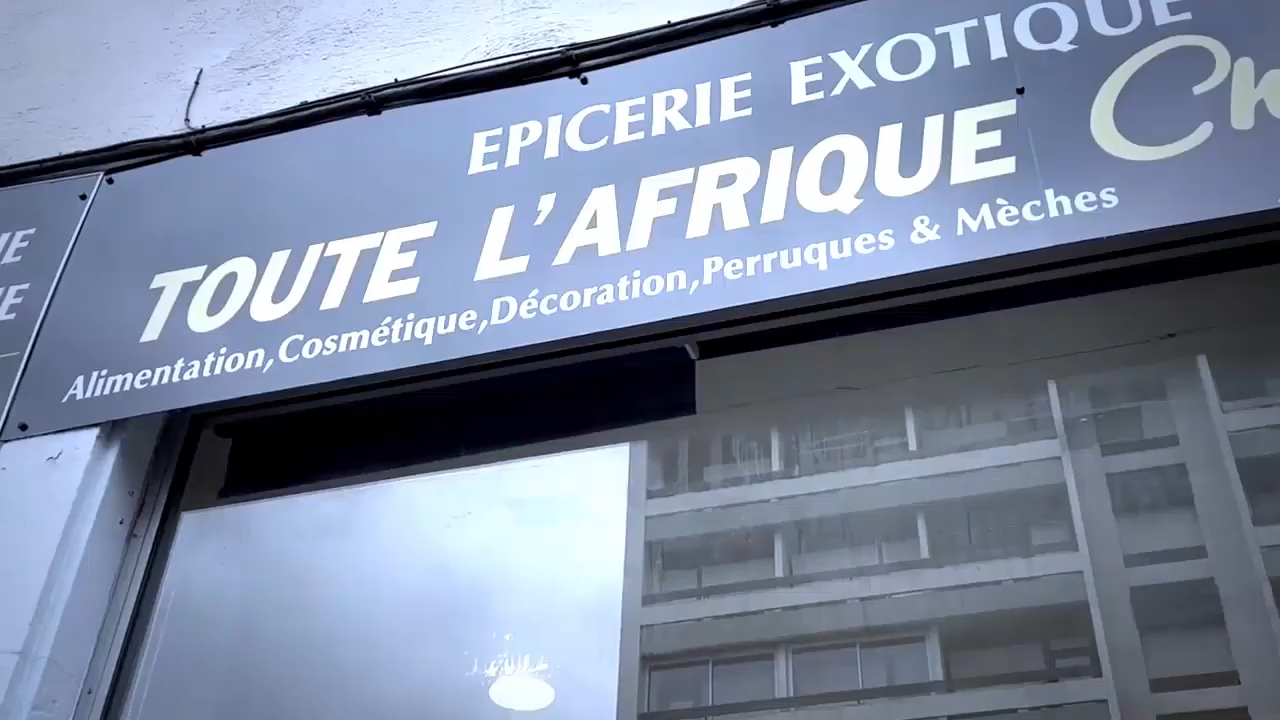 EPICERIE EXOTIQUE
TOUTE L'AFRIQUE
Alimentation,Cosmétique,Décoration,Perruques & Mèches